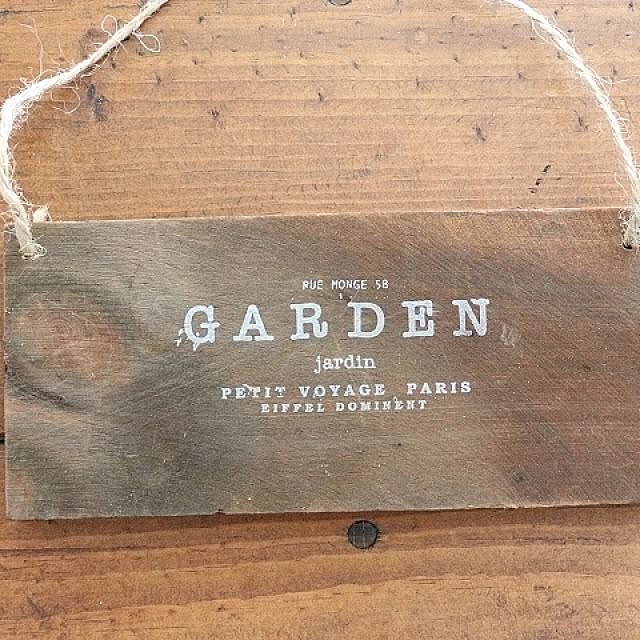 RUE MONGE 58
GARDEN
jardin
PETIT VOYAGE PARIS
EIFFEL DOMINENT